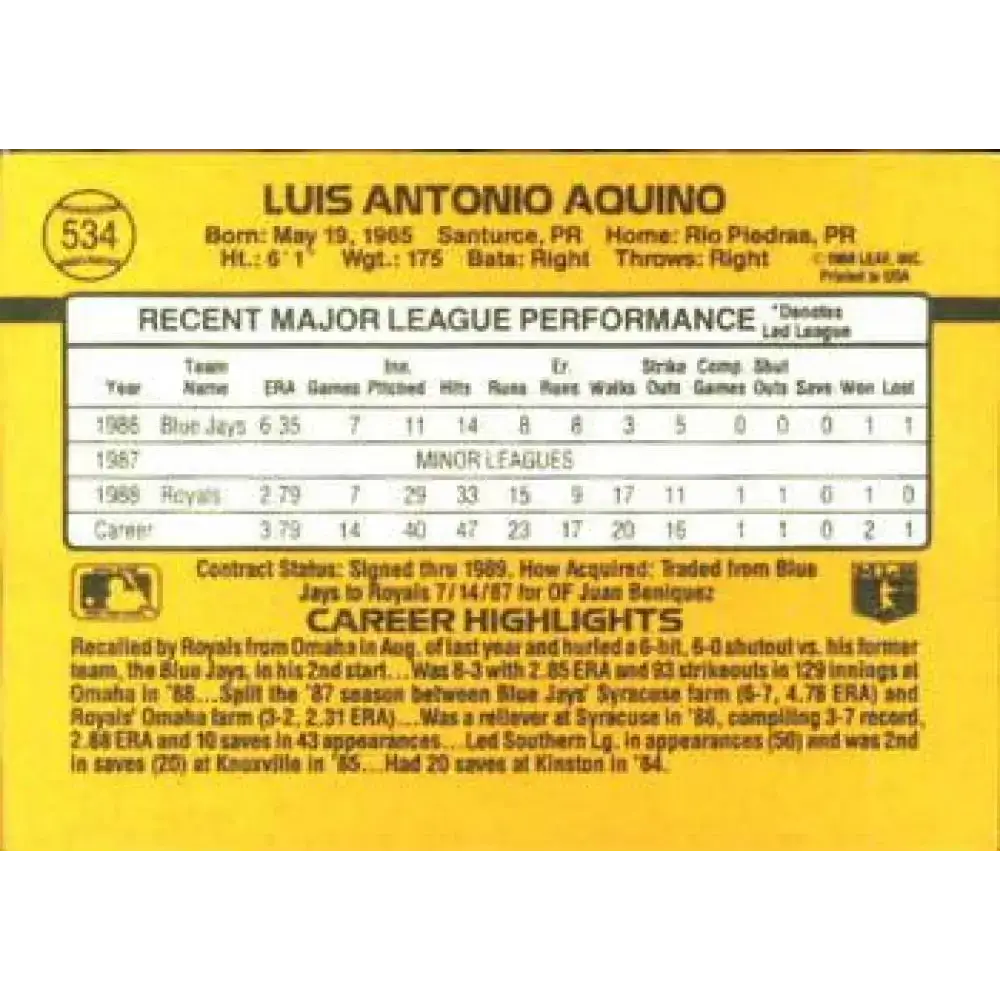 534
LUIS ANTONIO AQUINO
Born: May 19, 1965 Santurce, PR Home: Rio Piedras, PR
Ht.: 6'1" Wgt.: 175 Bats: Right Throws: Right
© LEAF, INC.
Printed in USA
RECENT MAJOR LEAGUE PERFORMANCE
*Denotes
Led League
Year Team Name ERA Games Inn. Pitched Hits Runs Er. Runs Walks Strike Outs Comp. Games Shut Outs Save Won Lost
1986 Blue Jays 6.35 7 11 14 8 8 3 5 0 0 0 1 1
1987 MINOR LEAGUES
1988 Royals 2.79 7 29 33 15 9 17 11 1 1 0 1 0
Career 3.79 14 40 47 23 17 20 16 1 1 0 2 1
Contract Status: Signed thru 1989. How Acquired: Traded from Blue
Jays to Royals 7/14/87 for OF Juan Beniquez
CAREER HIGHLIGHTS
Recalled by Royals from Omaha in Aug. of last year and hurled a 6-hit, 6-0 shutout vs. his former
team, the Blue Jays, in his 2nd start...Was 8-3 with 2.85 ERA and 93 strikeouts in 129 innings at
Omaha in '88...Split the '87 season between Blue Jays' Syracuse farm (6-7, 4.78 ERA) and
Royals' Omaha farm (3-2, 2.31 ERA)...Was a reliever at Syracuse in '86, compiling 3-7 record,
2.88 ERA and 10 saves in 43 appearances...Led Southern Lg. in appearances (50) and was 2nd
in saves (20) at Knoxville in '85...Had 20 saves at Kinston in '84.